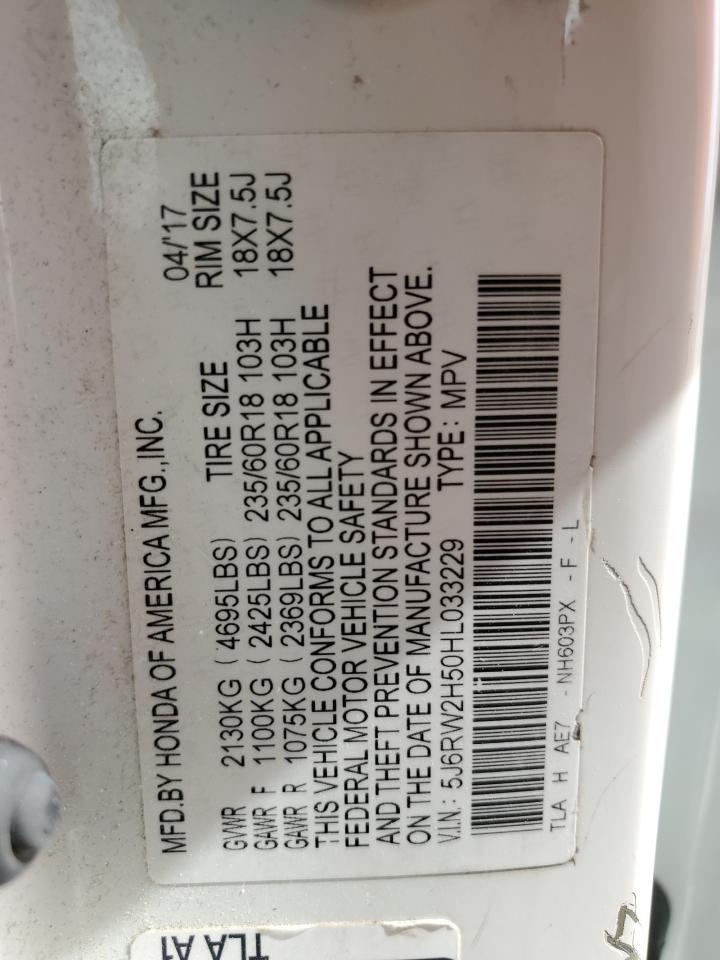 MFD.BY HONDA OF AMERICA MFG.,INC. 04/'17
TIRE SIZE RIM SIZE
GVWR 2130KG ( 4695LBS)
GAWR F 1100KG ( 2425LBS) 235/60R18 103H 18X7.5J
GAWR R 1075KG ( 2369LBS) 235/60R18 103H 18X7.5J
THIS VEHICLE CONFORMS TO ALL APPLICABLE
FEDERAL MOTOR VEHICLE SAFETY
AND THEFT PREVENTION STANDARDS IN EFFECT
ON THE DATE OF MANUFACTURE SHOWN ABOVE.
V.I.N.: 5J6RW2H50HL033229 TYPE: MPV
TLA H AE7 - NH603PX - F - L
TLA A1